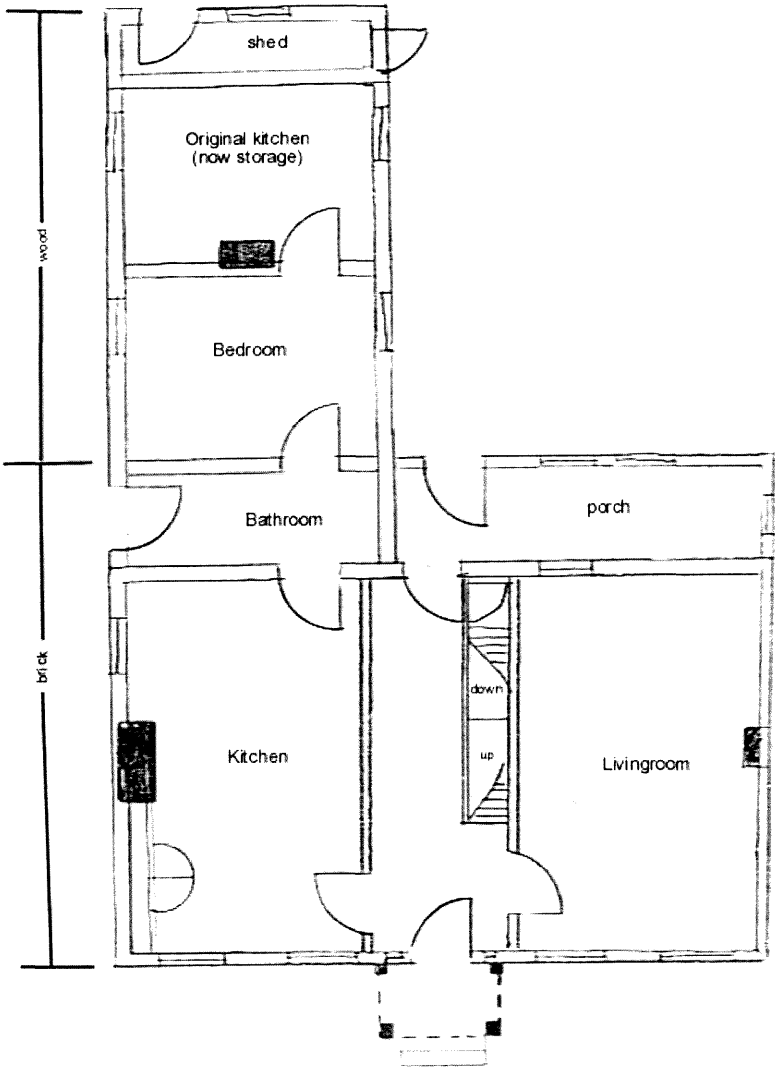 shed
Original kitchen
(now storage)
wood
Bedroom
Bathroom
porch
brick
down
up
Kitchen
Livingroom